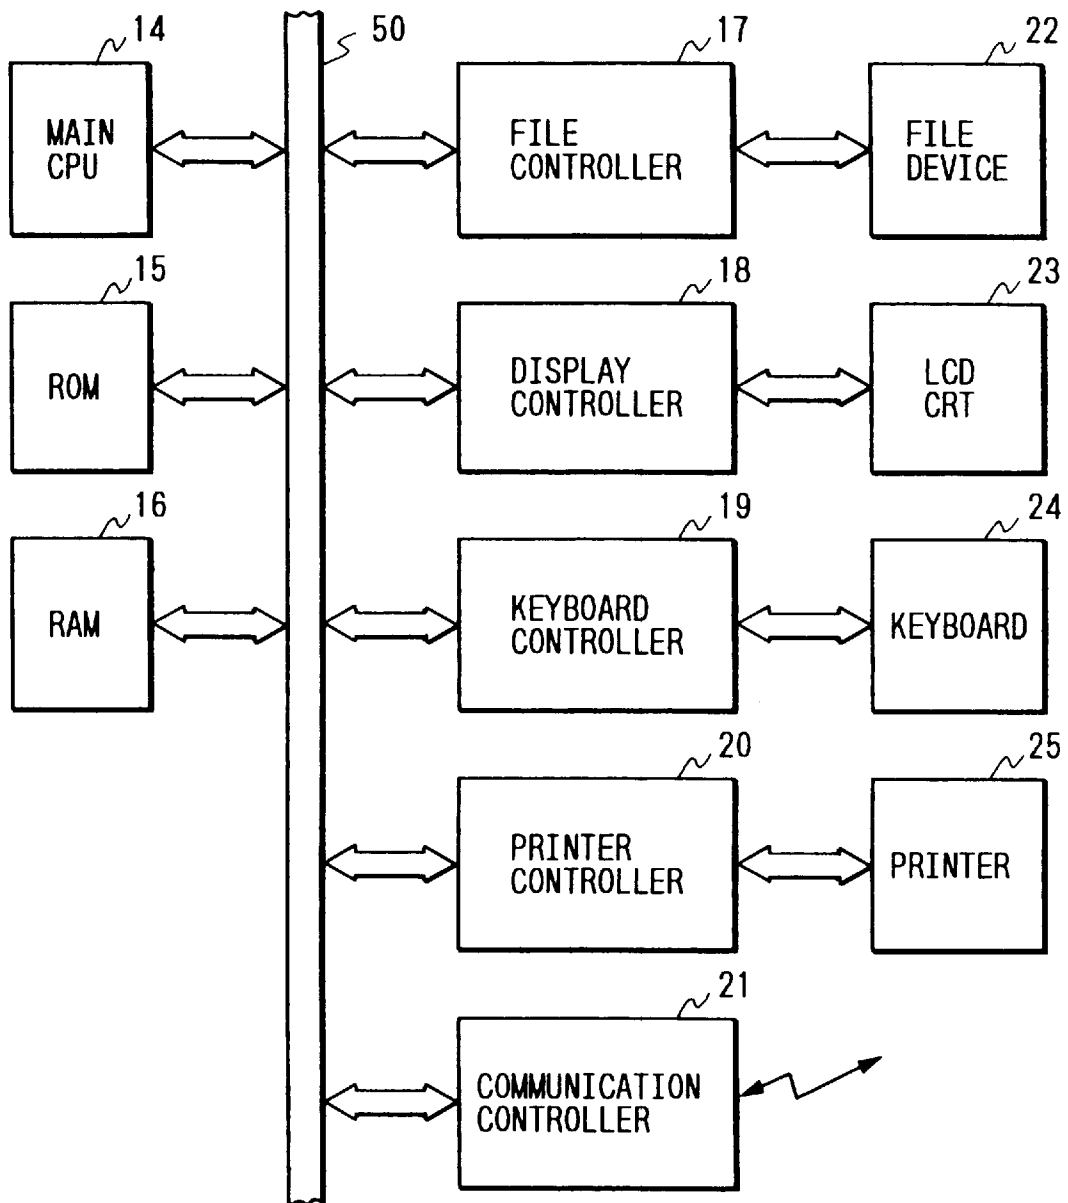 14
MAIN
CPU
50
17
FILE
CONTROLLER
22
FILE
DEVICE
15
ROM
18
DISPLAY
CONTROLLER
23
LCD
CRT
16
RAM
19
KEYBOARD
CONTROLLER
24
KEYBOARD
20
PRINTER
CONTROLLER
25
PRINTER
21
COMMUNICATION
CONTROLLER